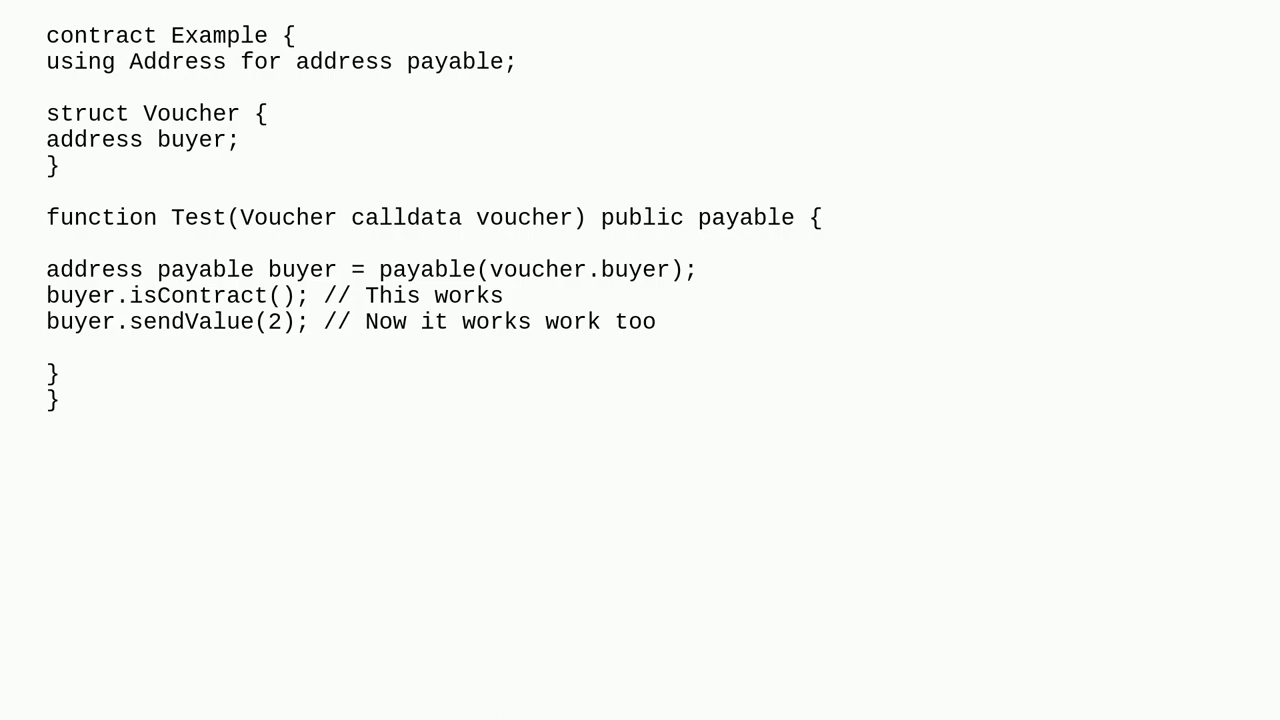 contract Example {
using Address for address payable;
struct Voucher {
address buyer;
}
function Test(Voucher calldata voucher) public payable {
address payable buyer = payable(voucher.buyer);
buyer.isContract(); // This works
buyer.sendValue(2); // Now it works work too
}
}